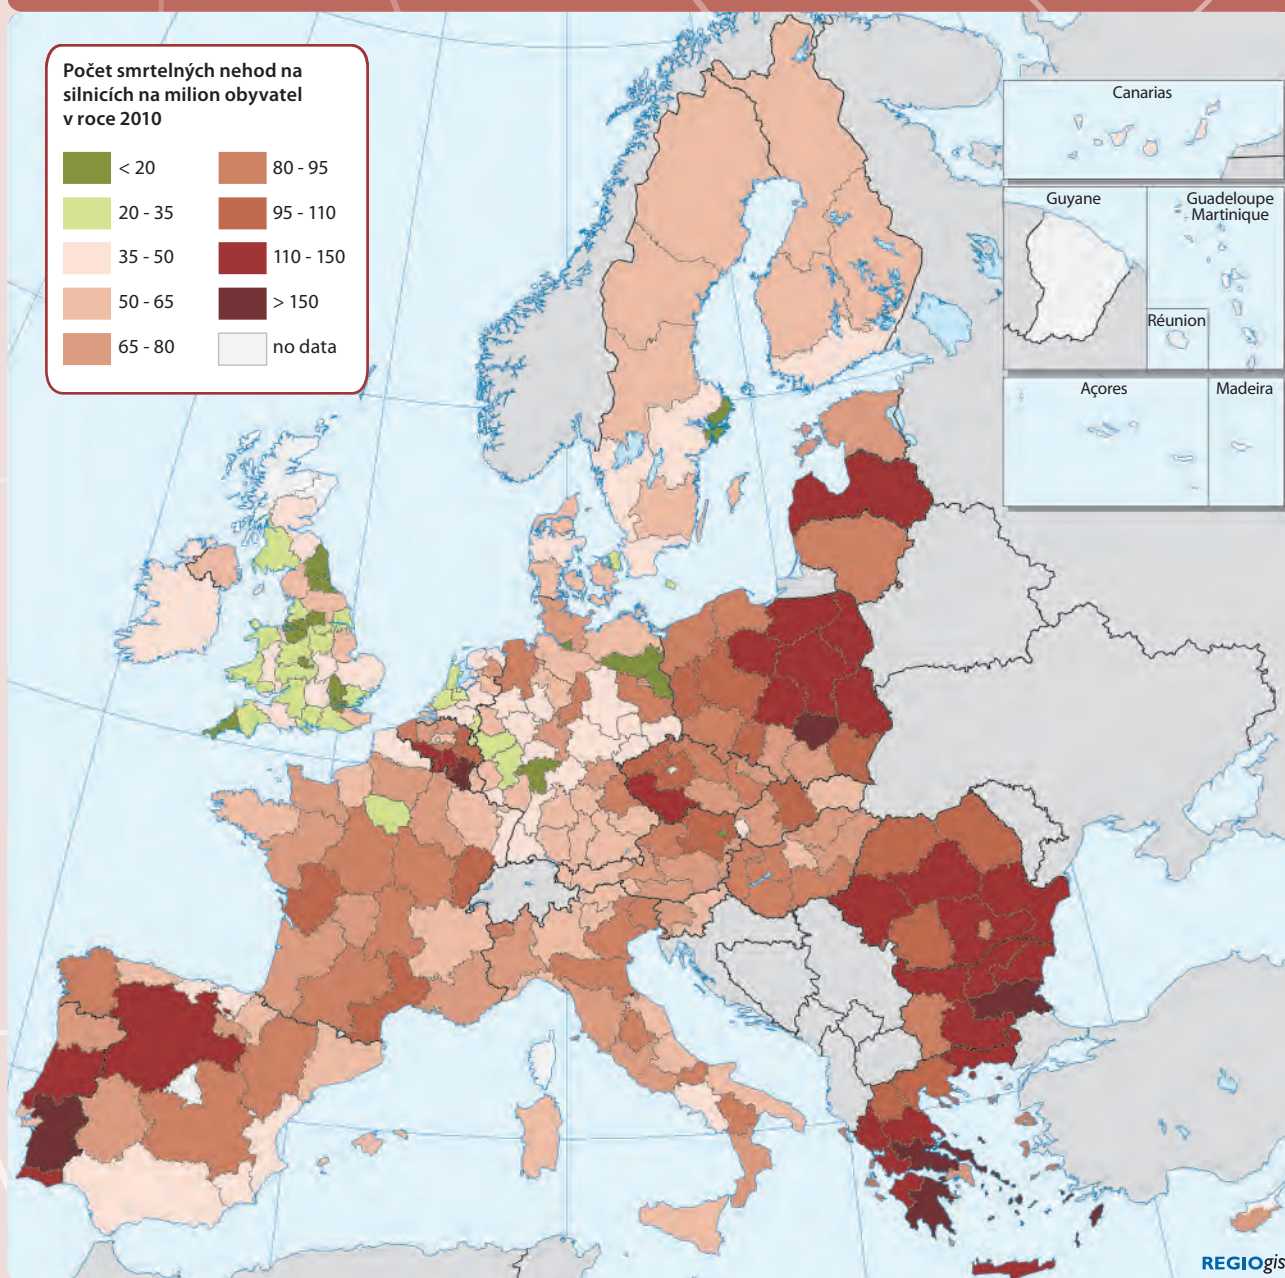 Počet smrtelných nehod na
silnicích na milion obyvatel
v roce 2010
< 20
20 - 35
35 - 50
50 - 65
65 - 80
80 - 95
95 - 110
110 - 150
> 150
no data
Canarias
Guyane
Guadeloupe
Martinique
Réunion
Açores
Madeira
REGIOgis